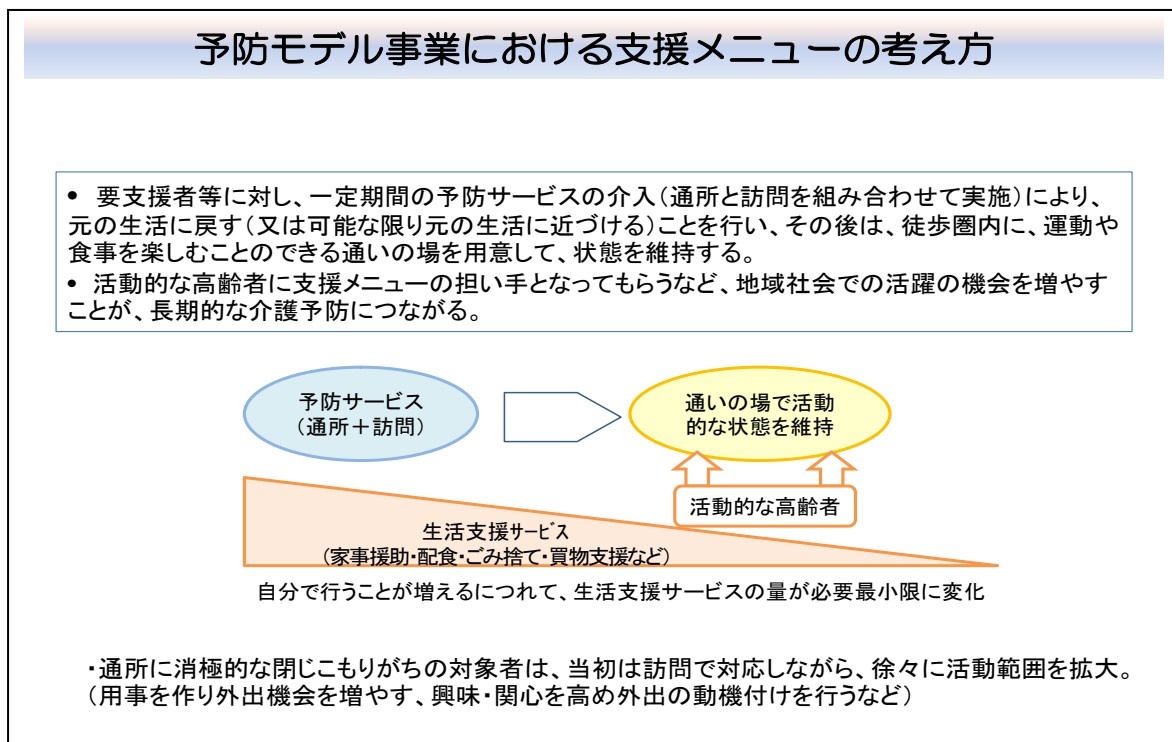 予防モデル事業における支援メニューの考え方
• 要支援者等に対し、一定期間の予防サービスの介入(通所と訪問を組み合わせて実施)により、
元の生活に戻す(又は可能な限り元の生活に近づける)ことを行い、その後は、徒歩圏内に、運動や
食事を楽しむことのできる通いの場を用意して、状態を維持する。
• 活動的な高齢者に支援メニューの担い手となってもらうなど、地域社会での活躍の機会を増やす
ことが、長期的な介護予防につながる。
予防サービス
(通所+訪問)
通いの場で活動
的な状態を維持
活動的な高齢者
生活支援サービス
(家事援助・配食・ごみ捨て・買物支援など)
自分で行うことが増えるにつれて、生活支援サービスの量が必要最小限に変化
・通所に消極的な閉じこもりがちの対象者は、当初は訪問で対応しながら、徐々に活動範囲を拡大。
(用事を作り外出機会を増やす、興味・関心を高め外出の動機付けを行うなど)